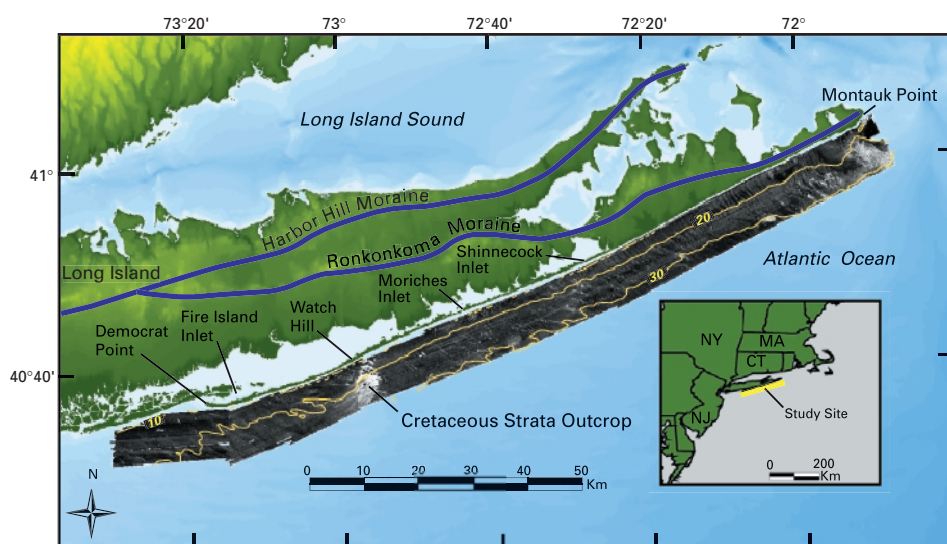 73°20'
73°
72°40'
72°20'
72°
Montauk Point
Long Island Sound
41°
Harbor Hill Moraine
20
Ronkonkoma Moraine
Shinnecock
Inlet
Atlantic Ocean
Long Island
30
Moriches
Inlet
Watch
Hill
Fire Island
Inlet
Democrat
Point
NY
MA
CT
40°40'
Study Site
NJ
10
Cretaceous Strata Outcrop
N
0 10 20 30 40 50
Km
0 200
Km